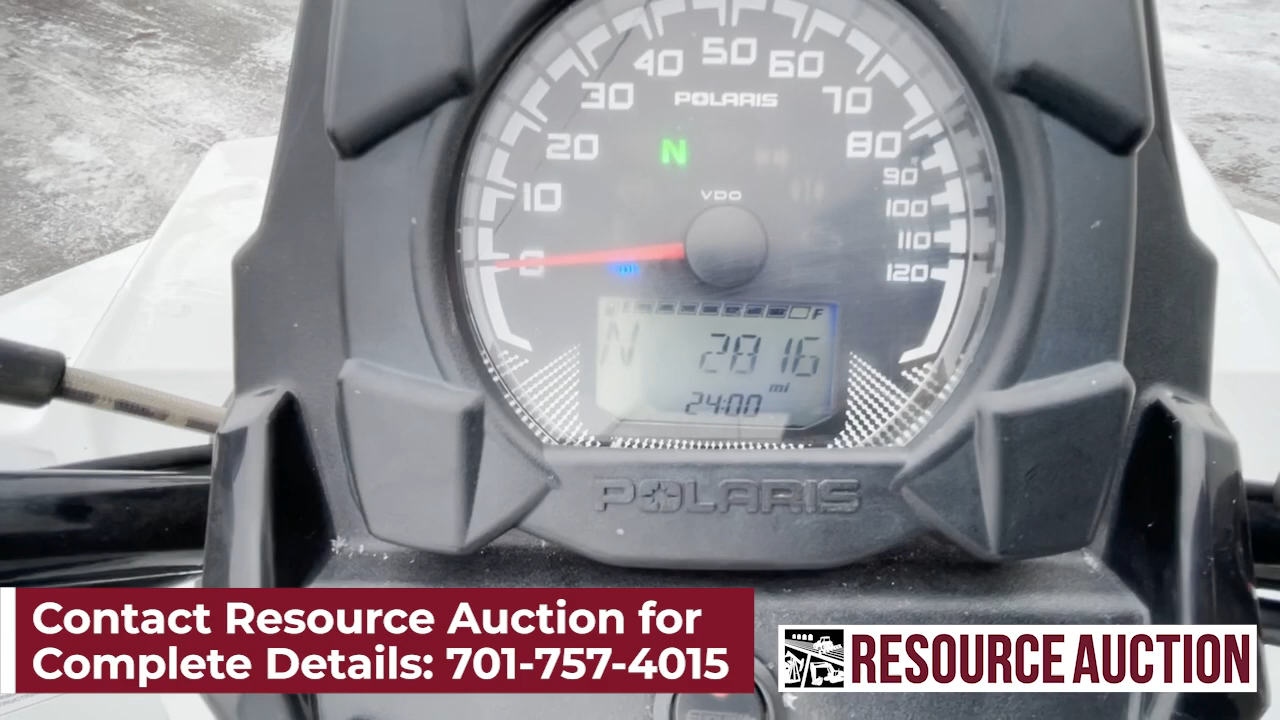 40 50 60
30 POLARIS 70
20 N 80
90
10 VDO 100
110
0 120
F
N 2816
mi
24:00
POLARIS
Contact Resource Auction for
Complete Details: 701-757-4015
RESOURCE AUCTION